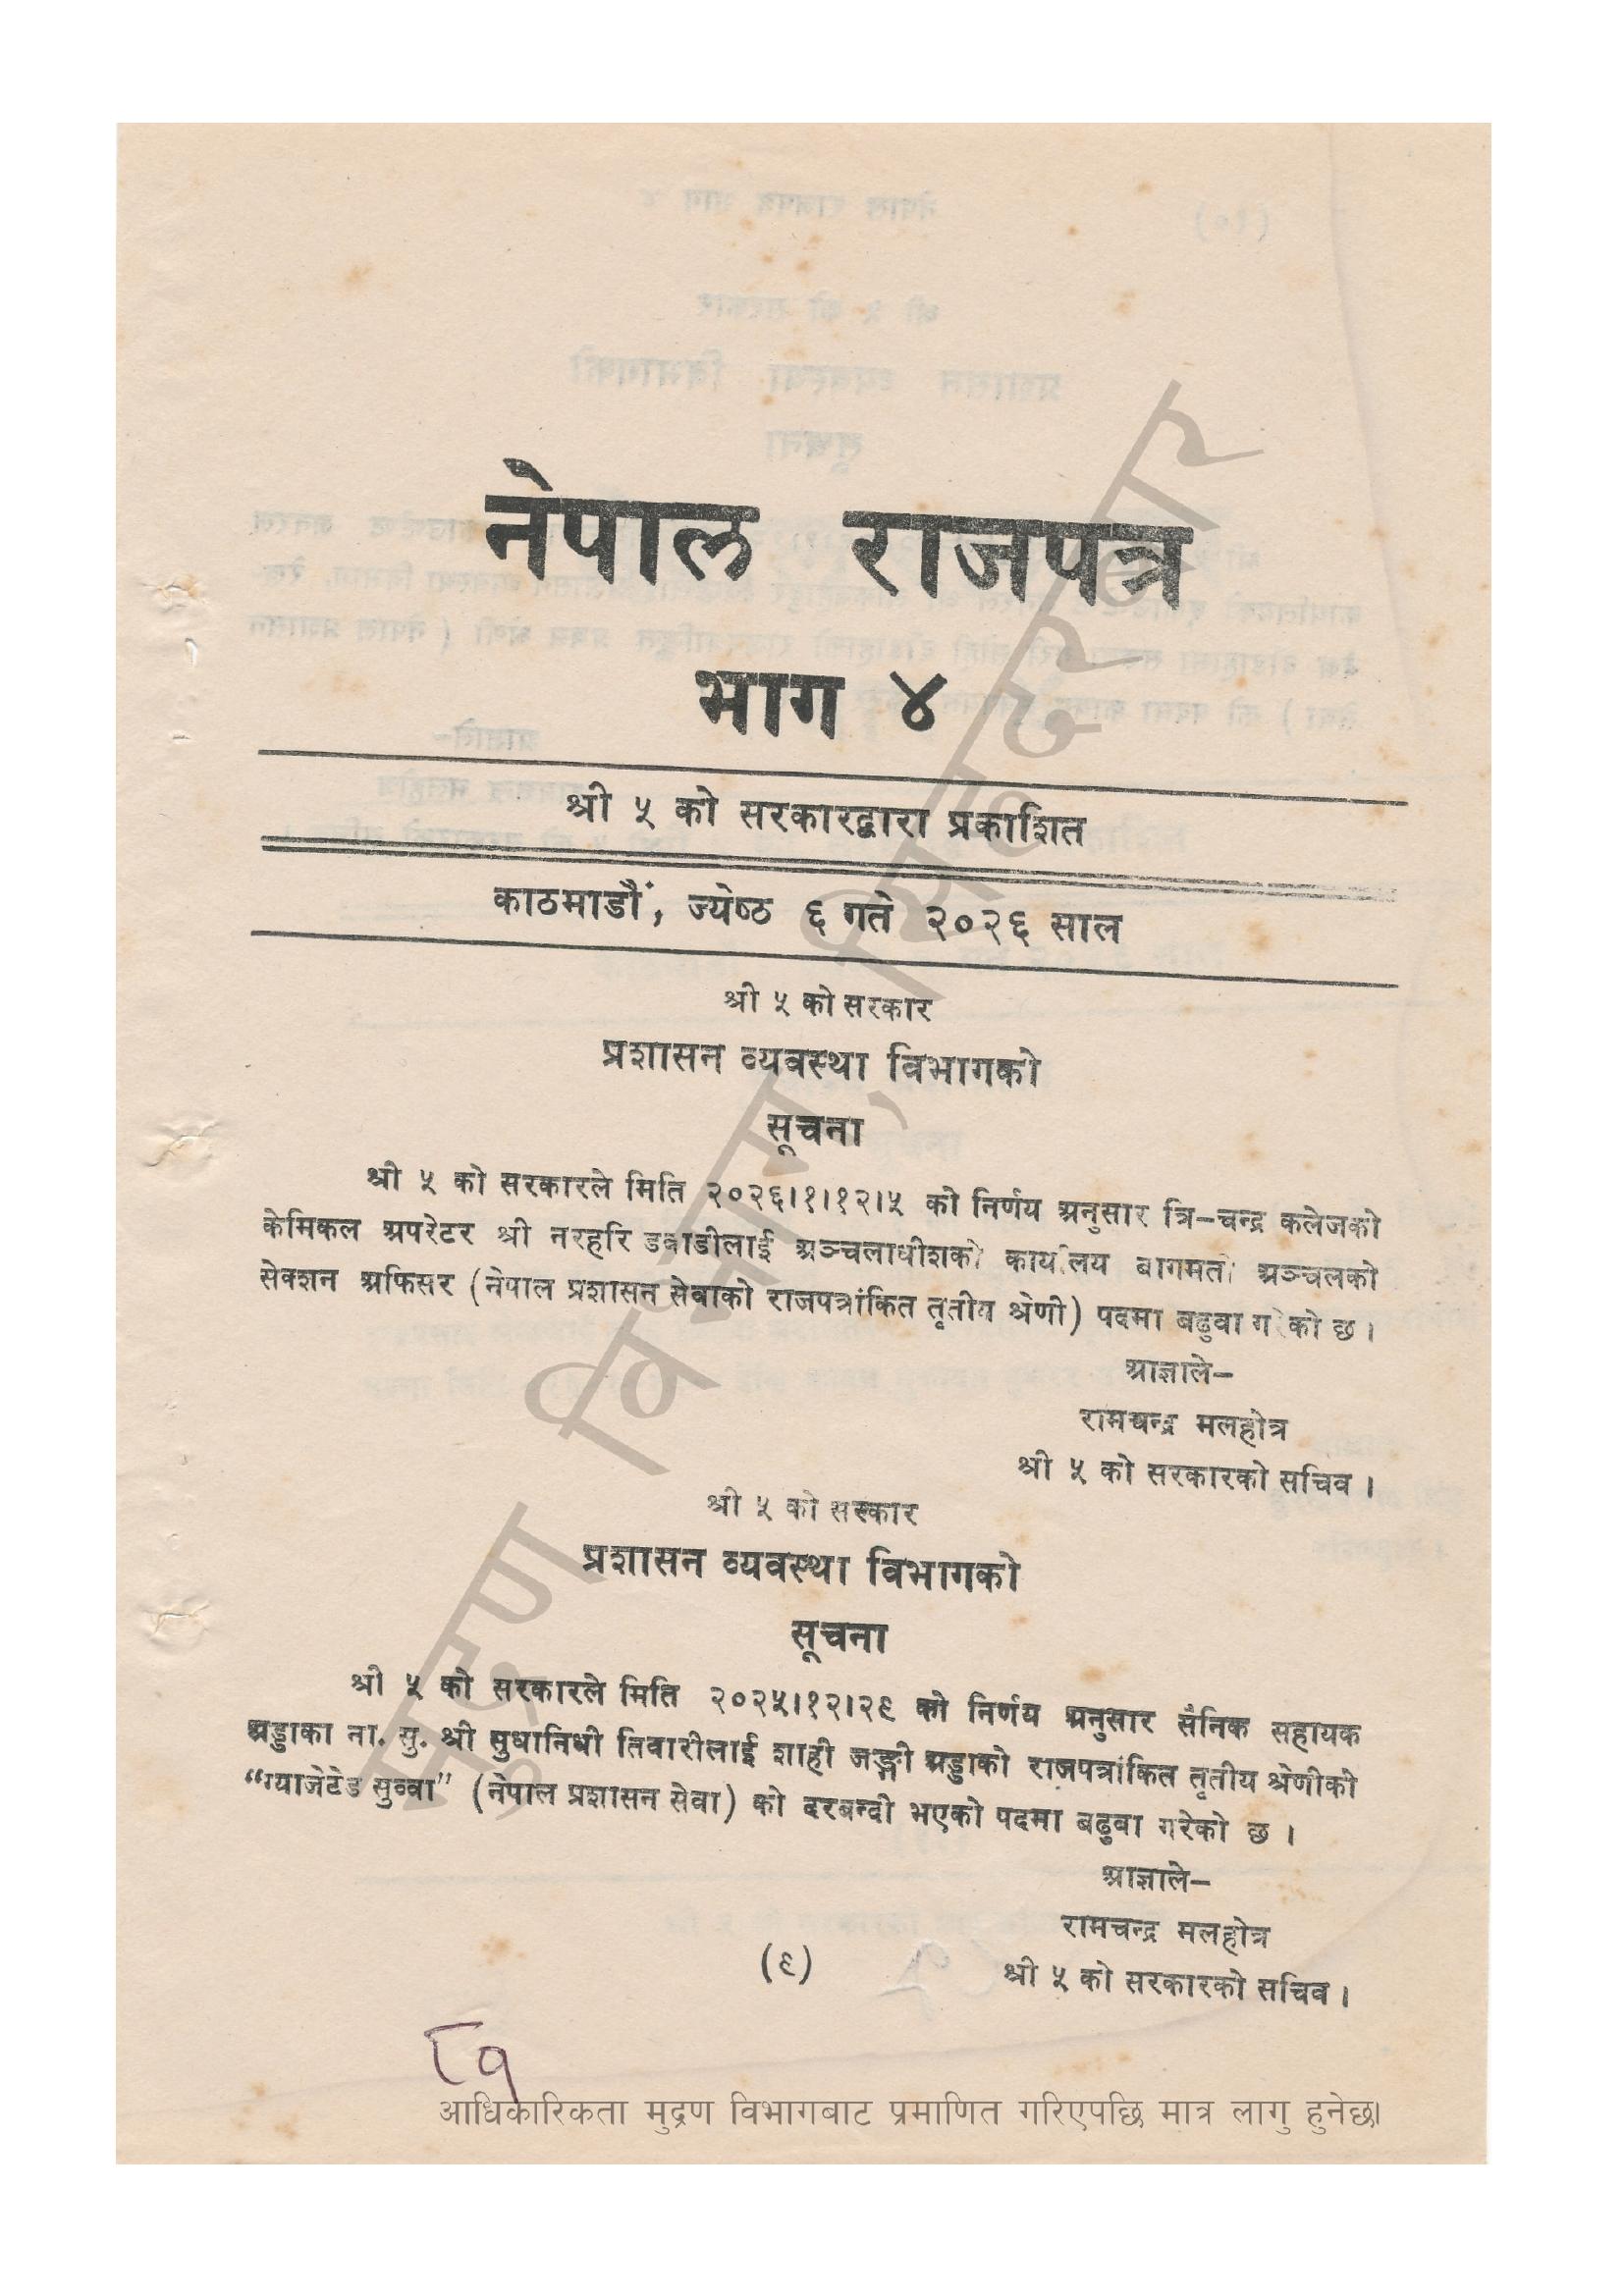 नेपाल राजपत्र
भाग ४
श्री ५ को सरकारद्वारा प्रकाशित
काठमाडौं, ज्येष्ठ ६ गते २०२६ साल
श्री ५ को सरकार
प्रशासन व्यवस्था विभागको
सूचना
श्री ५ को सरकारले मिति २०२६।१।१२।५ को निर्णय अनुसार त्रि-चन्द्र कलेजको
केमिकल अपरेटर श्री नरहरि डवाडीलाई अञ्चलाधीशको कार्यालय बागमती अञ्चलको
सेक्शन अफिसर (नेपाल प्रशासन सेवाको राजपत्रांकित तृतीय श्रेणी) पदमा बढुवा गरेको छ ।
आज्ञाले–
रामचन्द्र मलहोत्र
श्री ५ को सरकारको सचिव ।
श्री ५ को सरकार
प्रशासन व्यवस्था विभागको
सूचना
श्री ५ को सरकारले मिति २०२५।१२।२९ को निर्णय अनुसार सैनिक सहायक
अड्डाका ना. सु. श्री सुधानिधी तिवारीलाई शाही जङ्गी अड्डाको राजपत्रांकित तृतीय श्रेणीको
“ग्याजेटेड सुब्बा” (नेपाल प्रशासन सेवा) को दरबन्दी भएको पदमा बढुवा गरेको छ ।
आज्ञाले–
रामचन्द्र मलहोत्र
श्री ५ को सरकारको सचिव ।
(९)
८१
आधिकारिकता मुद्रण विभागबाट प्रमाणित गरिएपछि मात्र लागु हुनेछ।
मुद्रण विभाग, सिंहदरबार